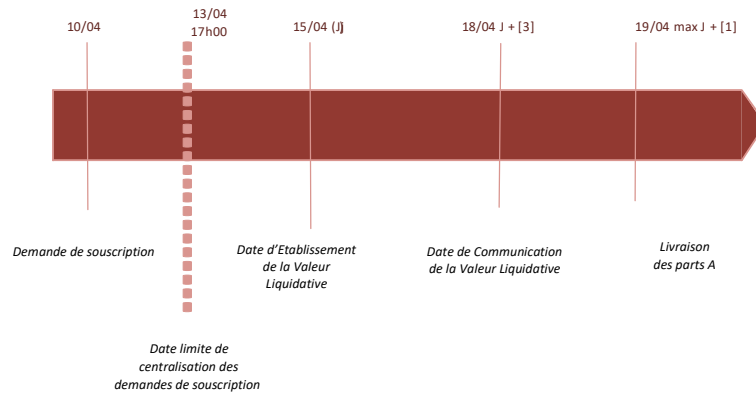 10/04
13/04
17h00
15/04 (J)
18/04 J + [3]
19/04 max J + [1]
Demande de souscription
Date d’Etablissement
de la Valeur
Liquidative
Date de Communication
de la Valeur Liquidative
Livraison
des parts A
Date limite de
centralisation des
demandes de souscription